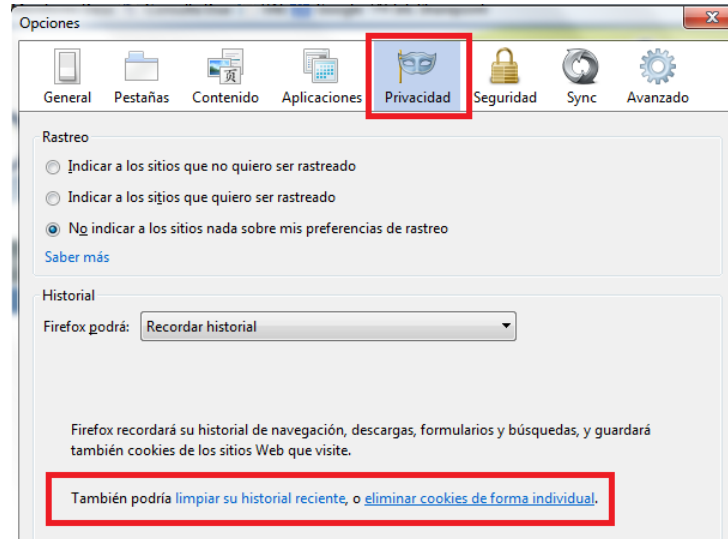 Opciones
General Pestañas Contenido Aplicaciones Privacidad Seguridad Sync Avanzado
Rastreo
Indicar a los sitios que no quiero ser rastreado
Indicar a los sitios que quiero ser rastreado
No indicar a los sitios nada sobre mis preferencias de rastreo
Saber más
Historial
Firefox podrá: Recordar historial
Firefox recordará su historial de navegación, descargas, formularios y búsquedas, y guardará
también cookies de los sitios Web que visite.
También podría limpiar su historial reciente, o eliminar cookies de forma individual.